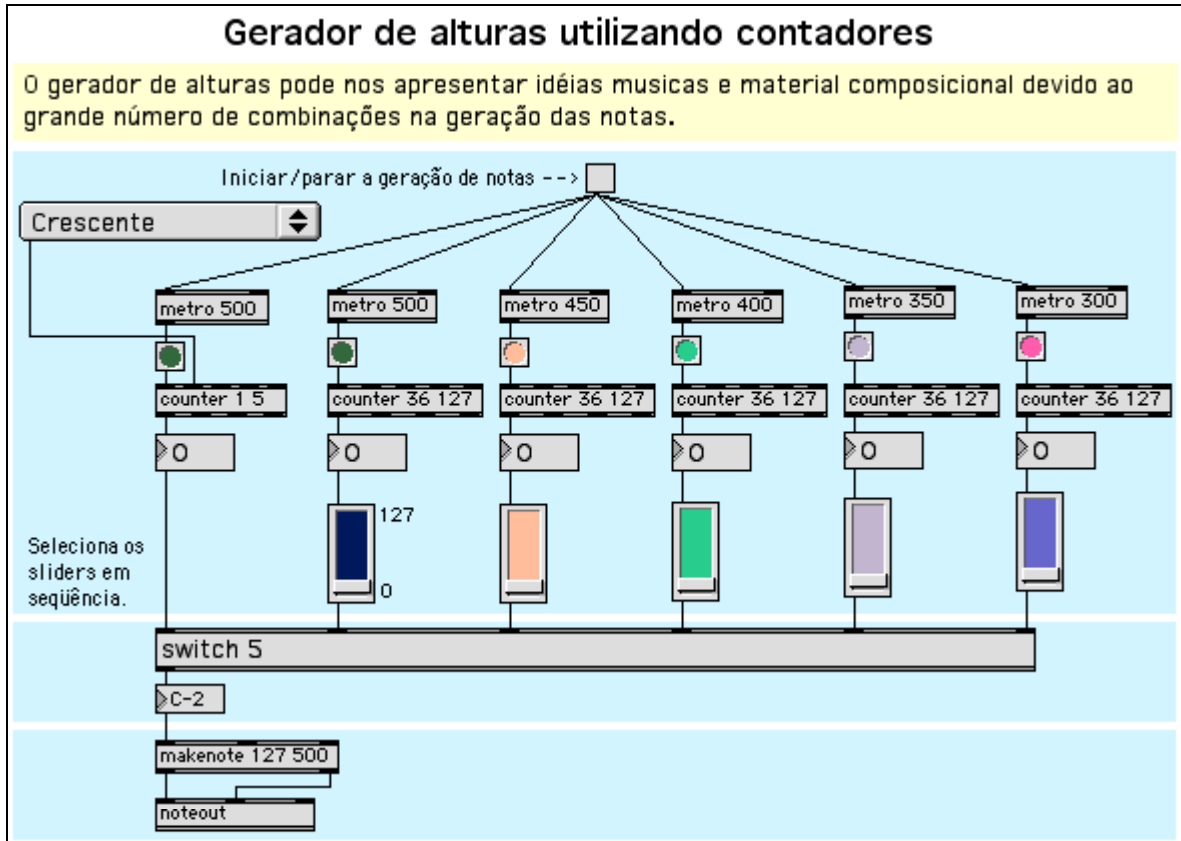 Gerador de alturas utilizando contadores
O gerador de alturas pode nos apresentar idéias musicas e material composicional devido ao
grande número de combinações na geração das notas.
Iniciar/parar a geração de notas -->
Crescente
metro 500
metro 500
metro 450
metro 400
metro 350
metro 300
counter 1 5
counter 36 127
counter 36 127
counter 36 127
counter 36 127
counter 36 127
0
0
0
0
0
0
127
0
Seleciona os
sliders em
seqüência.
switch 5
C-2
makenote 127 500
noteout